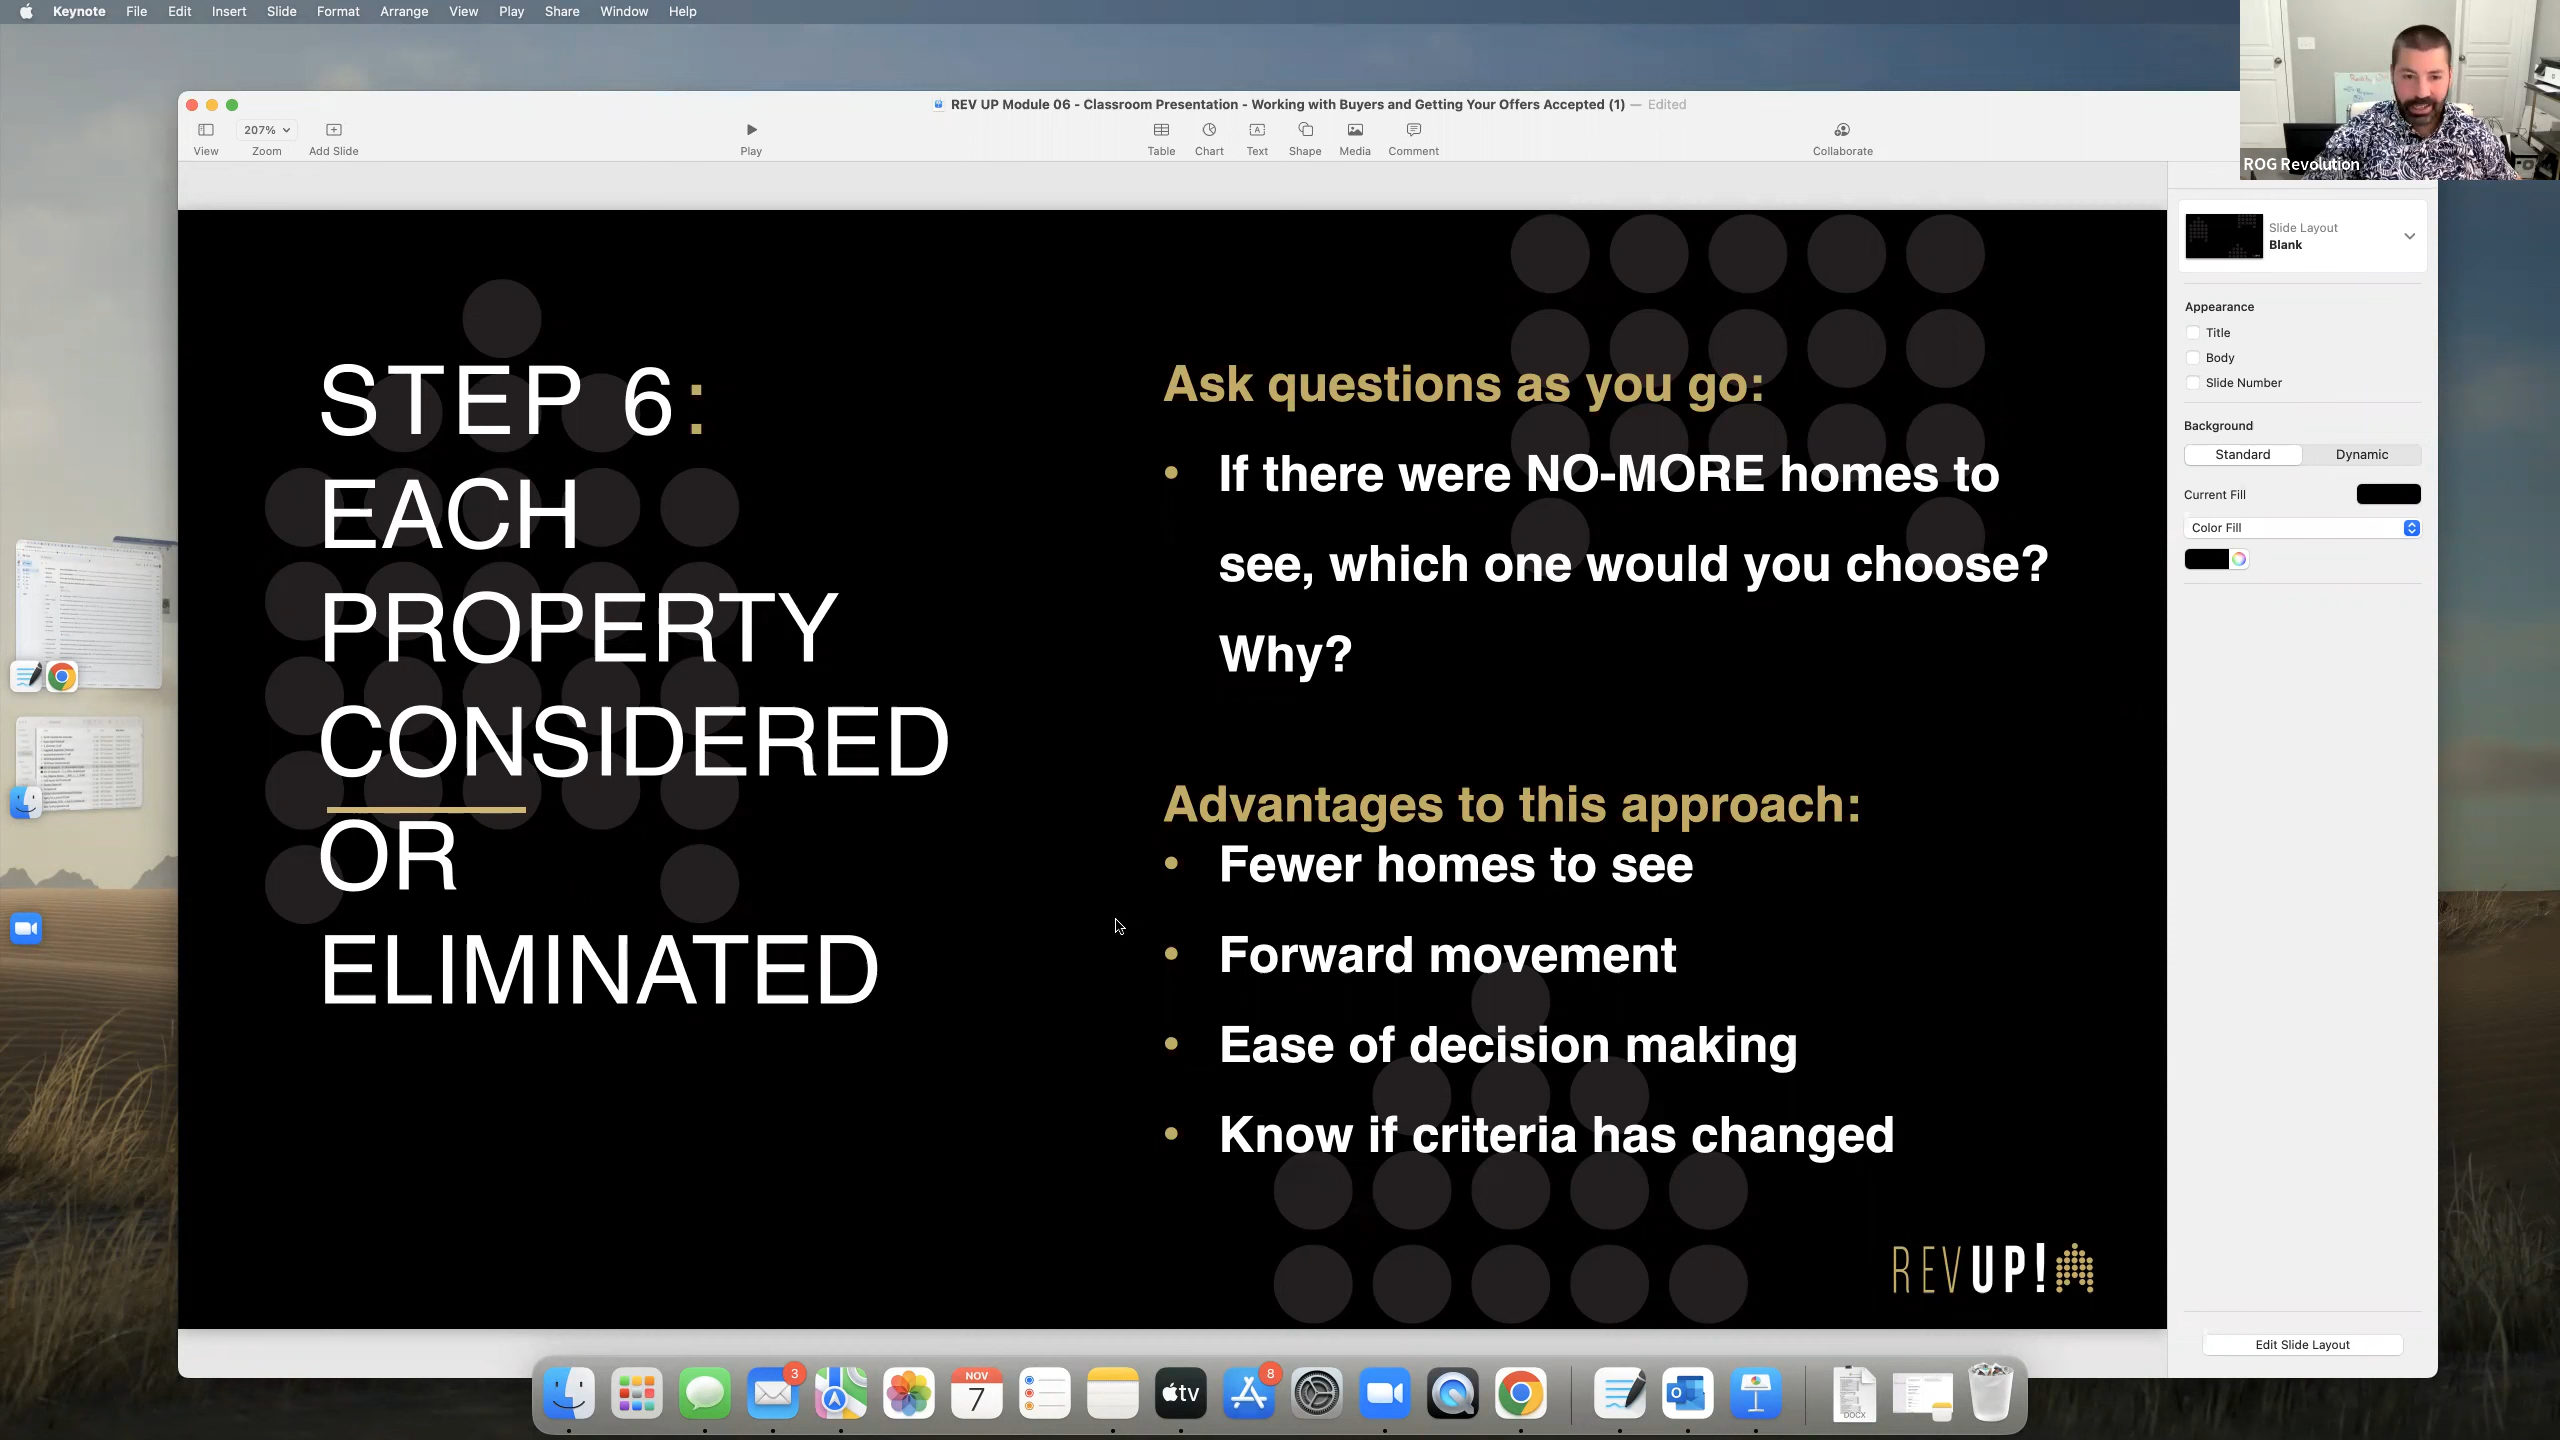 Keynote File Edit Insert Slide Format Arrange View Play Share Window Help
REV UP Module 06 - Classroom Presentation - Working with Buyers and Getting Your Offers Accepted (1) — Edited
207%
View Zoom Add Slide Play Table Chart Text Shape Media Comment Collaborate
ROG Revolution
STEP 6:
EACH
PROPERTY
CONSIDERED
OR
ELIMINATED
Ask questions as you go:
• If there were NO-MORE homes to
see, which one would you choose?
Why?
Advantages to this approach:
• Fewer homes to see
• Forward movement
• Ease of decision making
• Know if criteria has changed
REVUP!
Slide Layout
Blank
Appearance
Title
Body
Slide Number
Background
Standard Dynamic
Current Fill
Color Fill
Edit Slide Layout
3
NOV
7
tv
8
DOCX